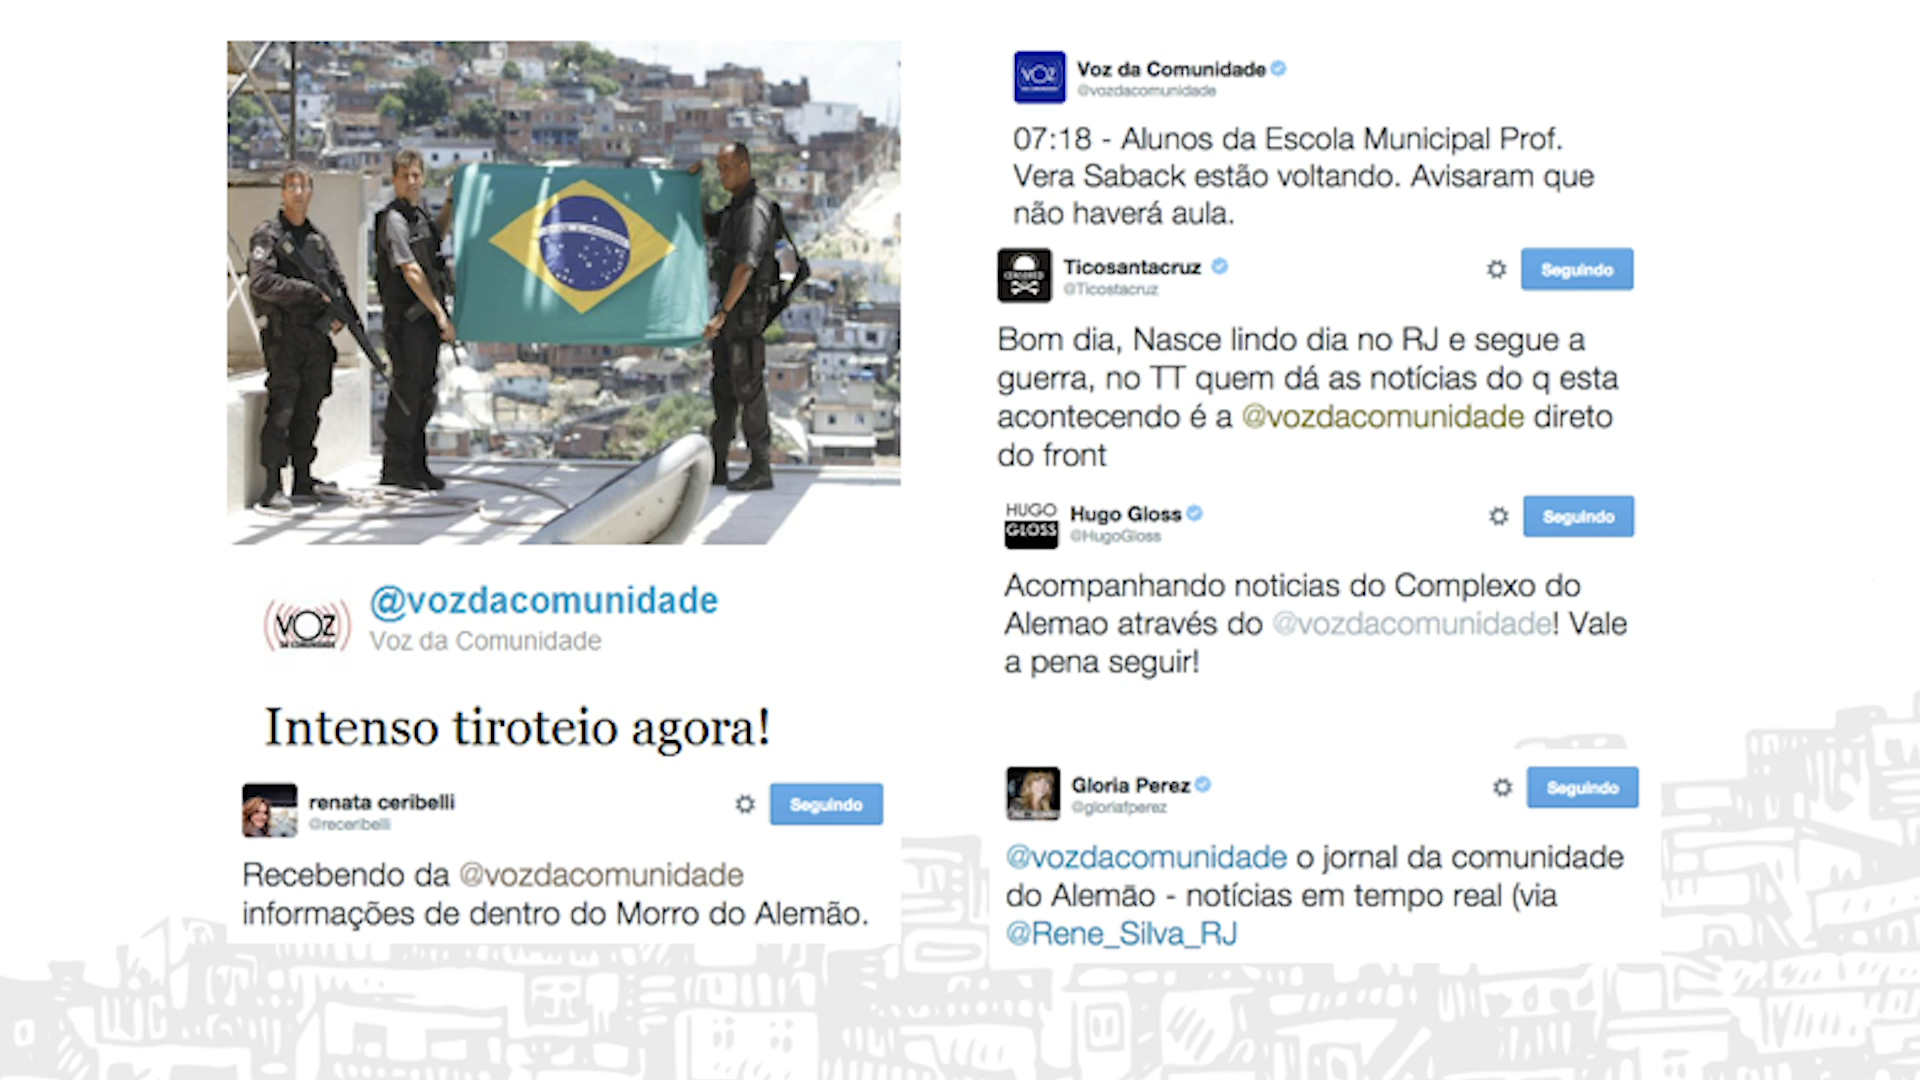 VOZ
DA COMUNIDADE
@vozdacomunidade
Voz da Comunidade
Intenso tiroteio agora!
renata ceribelli
@receribelli
Seguindo
Recebendo da @vozdacomunidade
informações de dentro do Morro do Alemão.
VOZ
Voz da Comunidade
@vozdacomunidade
07:18 - Alunos da Escola Municipal Prof.
Vera Saback estão voltando. Avisaram que
não haverá aula.
CENSORED
Ticosantacruz
@Ticostacruz
Seguindo
Bom dia, Nasce lindo dia no RJ e segue a
guerra, no TT quem dá as notícias do q esta
acontecendo é a @vozdacomunidade direto
do front
HUGO
GLOSS
Hugo Gloss
@HugoGloss
Seguindo
Acompanhando noticias do Complexo do
Alemao através do @vozdacomunidade! Vale
a pena seguir!
Gloria Perez
@gloriafperez
Seguindo
@vozdacomunidade o jornal da comunidade
do Alemão - notícias em tempo real (via
@Rene_Silva_RJ